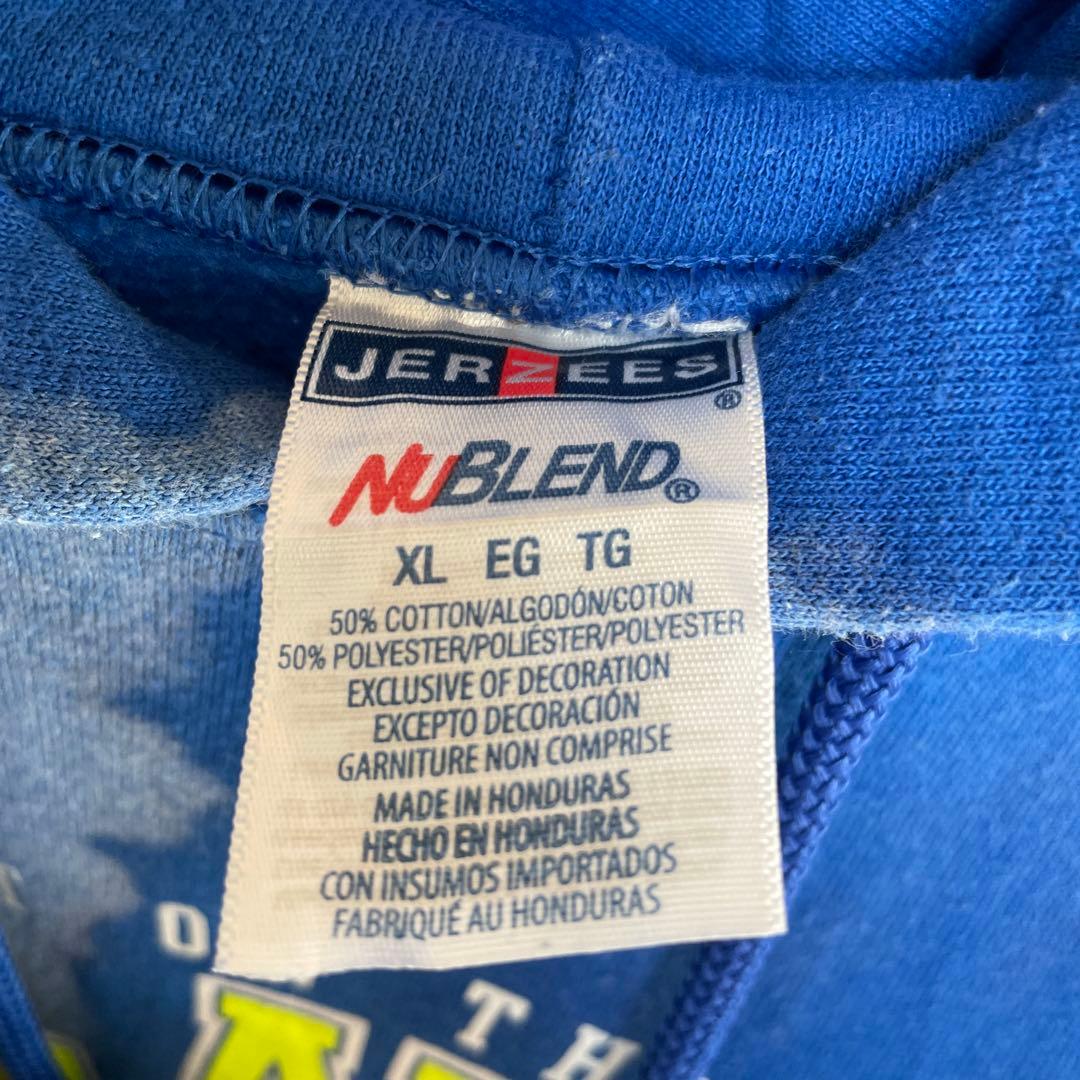 JERZEES®
NUBLEND®
XL EG TG
50% COTTON/ALGODÓN/COTON
50% POLYESTER/POLIÉSTER/POLYESTER
EXCLUSIVE OF DECORATION
EXCEPTO DECORACIÓN
GARNITURE NON COMPRISE
MADE IN HONDURAS
HECHO EN HONDURAS
CON INSUMOS IMPORTADOS
FABRIQUÉ AU HONDURAS
TH